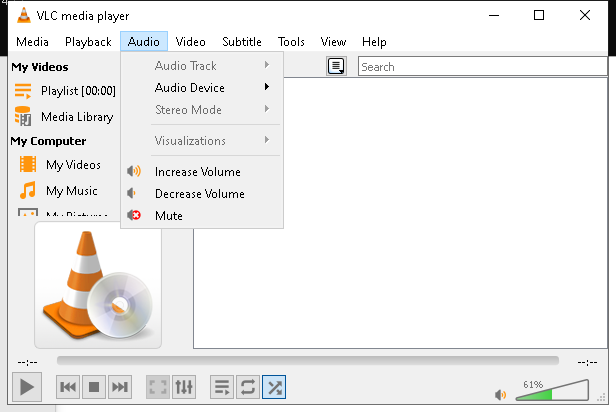 VLC media player
Media Playback Audio Video Subtitle Tools View Help
My Videos
Playlist [00:00]
Media Library
My Computer
My Videos
My Music
My Pictures
Audio Track
Audio Device
Stereo Mode
Visualizations
Increase Volume
Decrease Volume
Mute
Search
--:-- --:--
61%